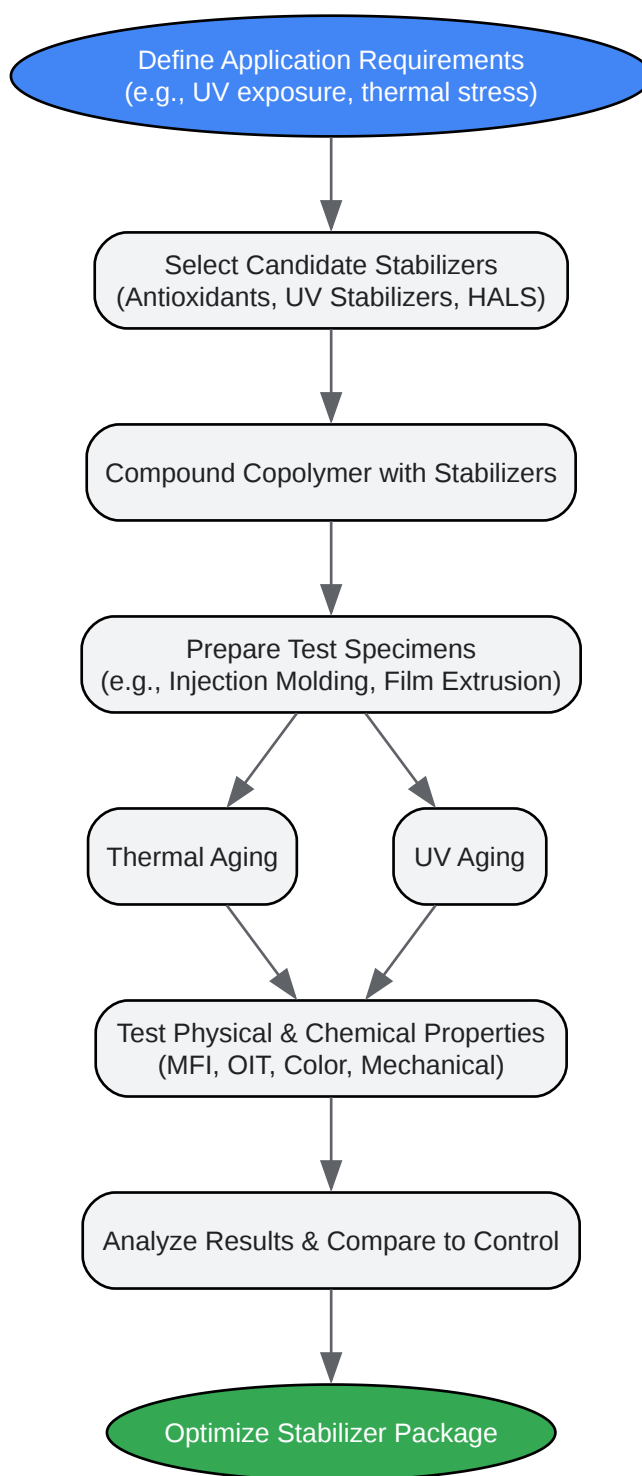 Define Application Requirements
(e.g., UV exposure, thermal stress)
Select Candidate Stabilizers
(Antioxidants, UV Stabilizers, HALS)
Compound Copolymer with Stabilizers
Prepare Test Specimens
(e.g., Injection Molding, Film Extrusion)
Thermal Aging
UV Aging
Test Physical & Chemical Properties
(MFI, OIT, Color, Mechanical)
Analyze Results & Compare to Control
Optimize Stabilizer Package